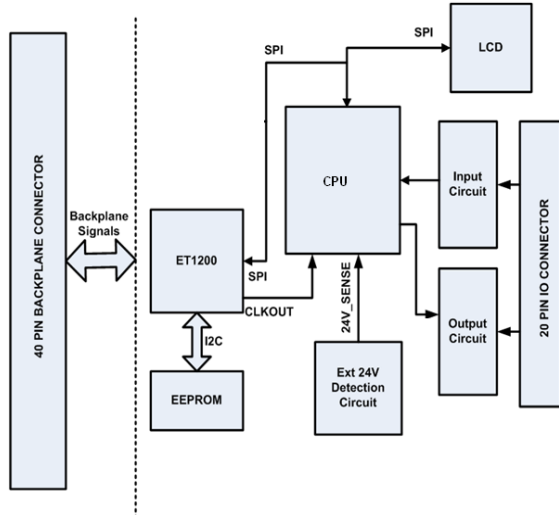 SPI
SPI
LCD
40 PIN BACKPLANE CONNECTOR
CPU
Input
Circuit
20 PIN IO CONNECTOR
Backplane
Signals
ET1200
SPI
CLKOUT
24V_SENSE
I2C
Output
Circuit
EEPROM
Ext 24V
Detection
Circuit